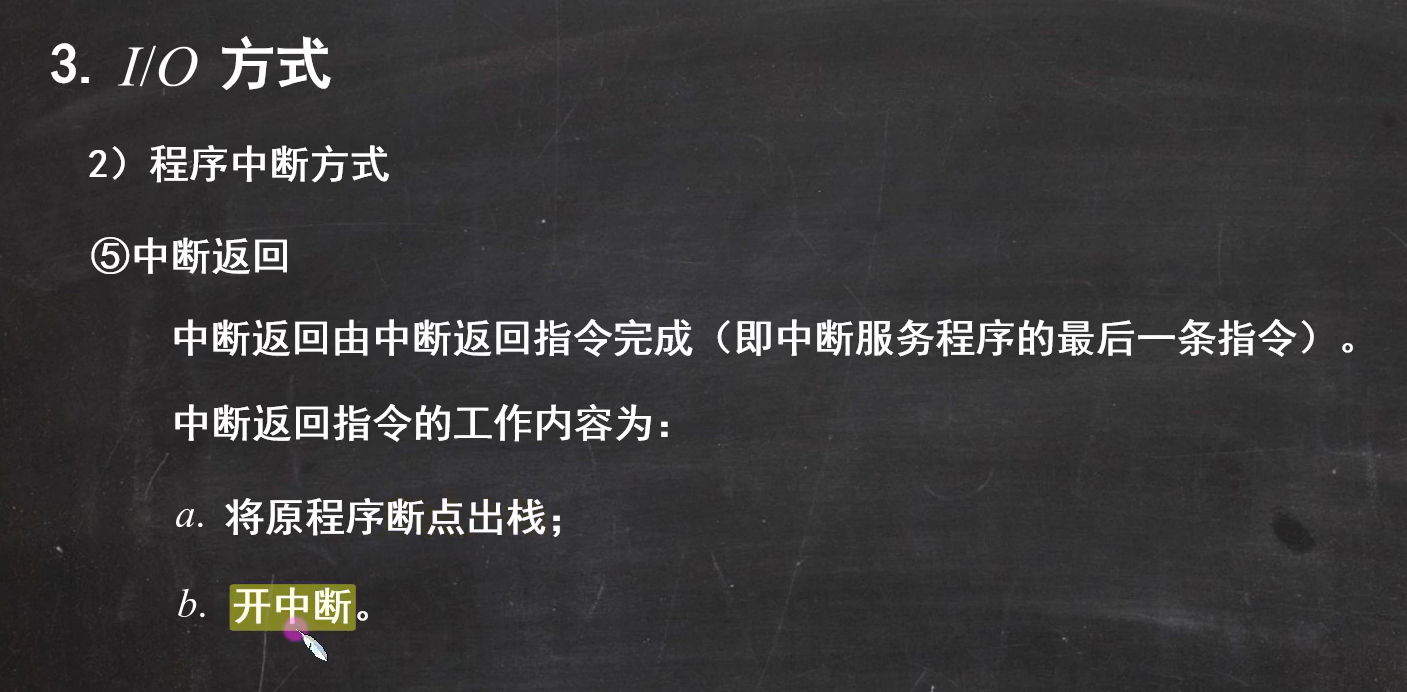 3. I/O 方式
2）程序中断方式
⑤中断返回
中断返回由中断返回指令完成（即中断服务程序的最后一条指令）。
中断返回指令的工作内容为：
a. 将原程序断点出栈；
b. 开中断。